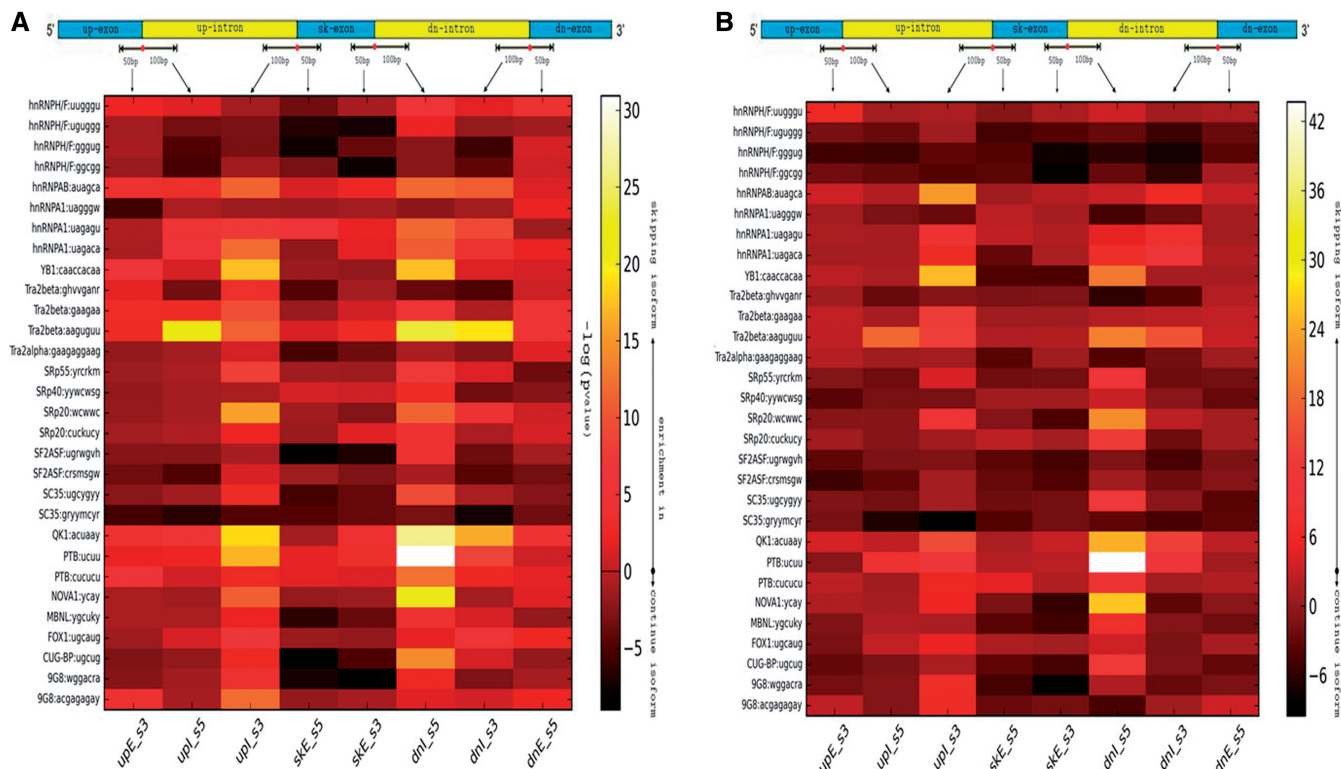 A
5'
up-exon
up-intron
sk-exon
dn-intron
dn-exon
3'
50bp
100bp
100bp
50bp
50bp
100bp
100bp
50bp
hnRNPH/F:uugggu
hnRNPH/F:uguggg
hnRNPH/F:gggug
hnRNPH/F:ggcgg
hnRNPAB:auagca
hnRNPA1:uagggw
hnRNPA1:uagagu
hnRNPA1:uagaca
YB1:caaccacaa
Tra2beta:ghvvganr
Tra2beta:gaagaa
Tra2beta:aaguguu
Tra2alpha:gaagaggaag
SRp55:yrcrkm
SRp40:yywcwsg
SRp20:wcwwc
SRp20:cuckucy
SF2ASF:ugrwgvh
SF2ASF:crsmsgw
SC35:ugcygyy
SC35:gryymcyr
QK1:acuaay
PTB:ucuu
PTB:cucucu
NOVA1:ycay
MBNL:ygcuky
FOX1:ugcaug
CUG-BP:ugcug
9G8:wggacra
9G8:acgagagay
upE_s3
upI_s5
upI_s3
skE_s5
skE_s3
dnI_s5
dnI_s3
dnE_s5
30
25
20
15
10
5
0
−5
−log(pvalue)
skipping isoform
enrichment in
continue isoform
B
5'
up-exon
up-intron
sk-exon
dn-intron
dn-exon
3'
50bp
100bp
100bp
50bp
50bp
100bp
100bp
50bp
hnRNPH/F:uugggu
hnRNPH/F:uguggg
hnRNPH/F:gggug
hnRNPH/F:ggcgg
hnRNPAB:auagca
hnRNPA1:uagggw
hnRNPA1:uagagu
hnRNPA1:uagaca
YB1:caaccacaa
Tra2beta:ghvvganr
Tra2beta:gaagaa
Tra2beta:aaguguu
Tra2alpha:gaagaggaag
SRp55:yrcrkm
SRp40:yywcwsg
SRp20:wcwwc
SRp20:cuckucy
SF2ASF:ugrwgvh
SF2ASF:crsmsgw
SC35:ugcygyy
SC35:gryymcyr
QK1:acuaay
PTB:ucuu
PTB:cucucu
NOVA1:ycay
MBNL:ygcuky
FOX1:ugcaug
CUG-BP:ugcug
9G8:wggacra
9G8:acgagagay
upE_s3
upI_s5
upI_s3
skE_s5
skE_s3
dnI_s5
dnI_s3
dnE_s5
42
36
30
24
18
12
6
0
−6
skipping isoform
enrichment in
continue isoform